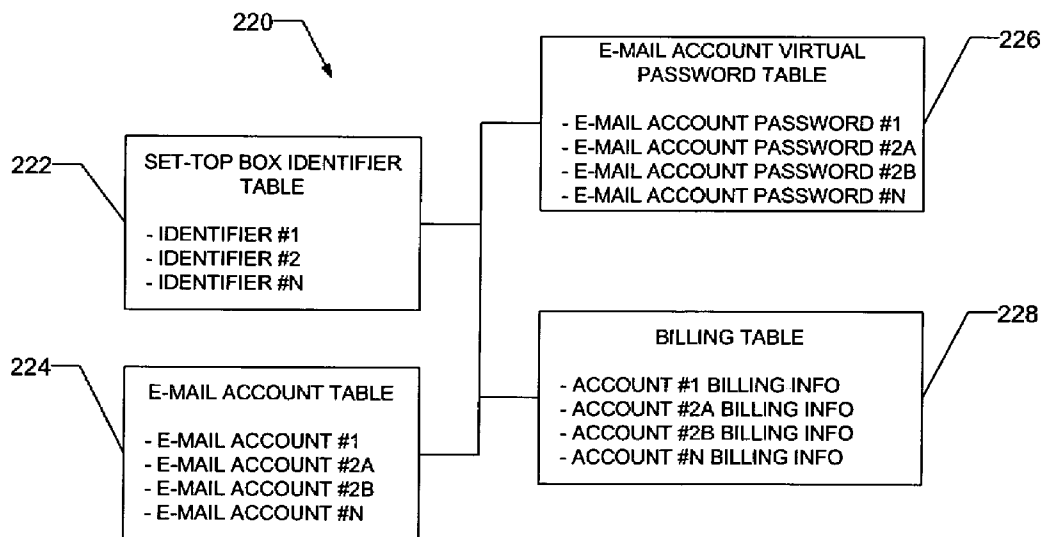 220
E-MAIL ACCOUNT VIRTUAL
PASSWORD TABLE
- E-MAIL ACCOUNT PASSWORD #1
- E-MAIL ACCOUNT PASSWORD #2A
- E-MAIL ACCOUNT PASSWORD #2B
- E-MAIL ACCOUNT PASSWORD #N
226
222
SET-TOP BOX IDENTIFIER
TABLE
- IDENTIFIER #1
- IDENTIFIER #2
- IDENTIFIER #N
224
E-MAIL ACCOUNT TABLE
- E-MAIL ACCOUNT #1
- E-MAIL ACCOUNT #2A
- E-MAIL ACCOUNT #2B
- E-MAIL ACCOUNT #N
BILLING TABLE
- ACCOUNT #1 BILLING INFO
- ACCOUNT #2A BILLING INFO
- ACCOUNT #2B BILLING INFO
- ACCOUNT #N BILLING INFO
228